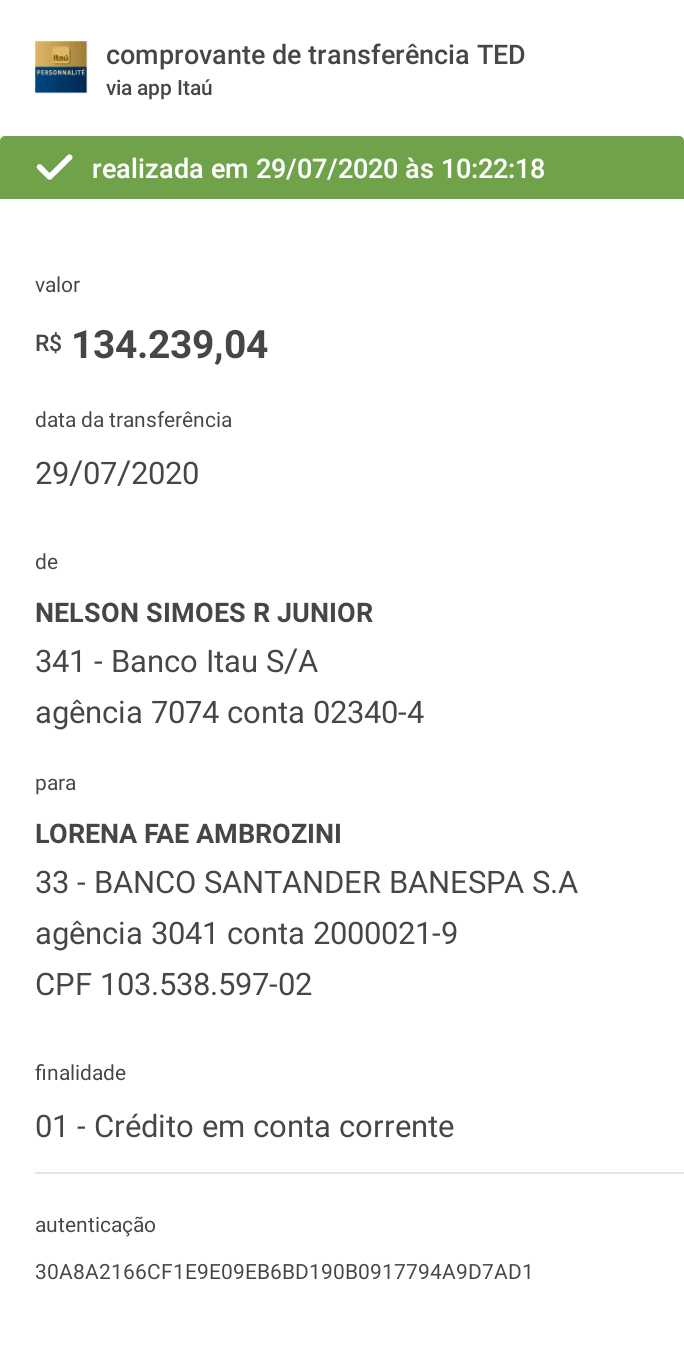 Itaú
PERSONNALITÉ
comprovante de transferência TED
via app Itaú
realizada em 29/07/2020 às 10:22:18
valor
R$ 134.239,04
data da transferência
29/07/2020
de
NELSON SIMOES R JUNIOR
341 - Banco Itau S/A
agência 7074 conta 02340-4
para
LORENA FAE AMBROZINI
33 - BANCO SANTANDER BANESPA S.A
agência 3041 conta 2000021-9
CPF 103.538.597-02
finalidade
01 - Crédito em conta corrente
autenticação
30A8A2166CF1E9E09EB6BD190B0917794A9D7AD1